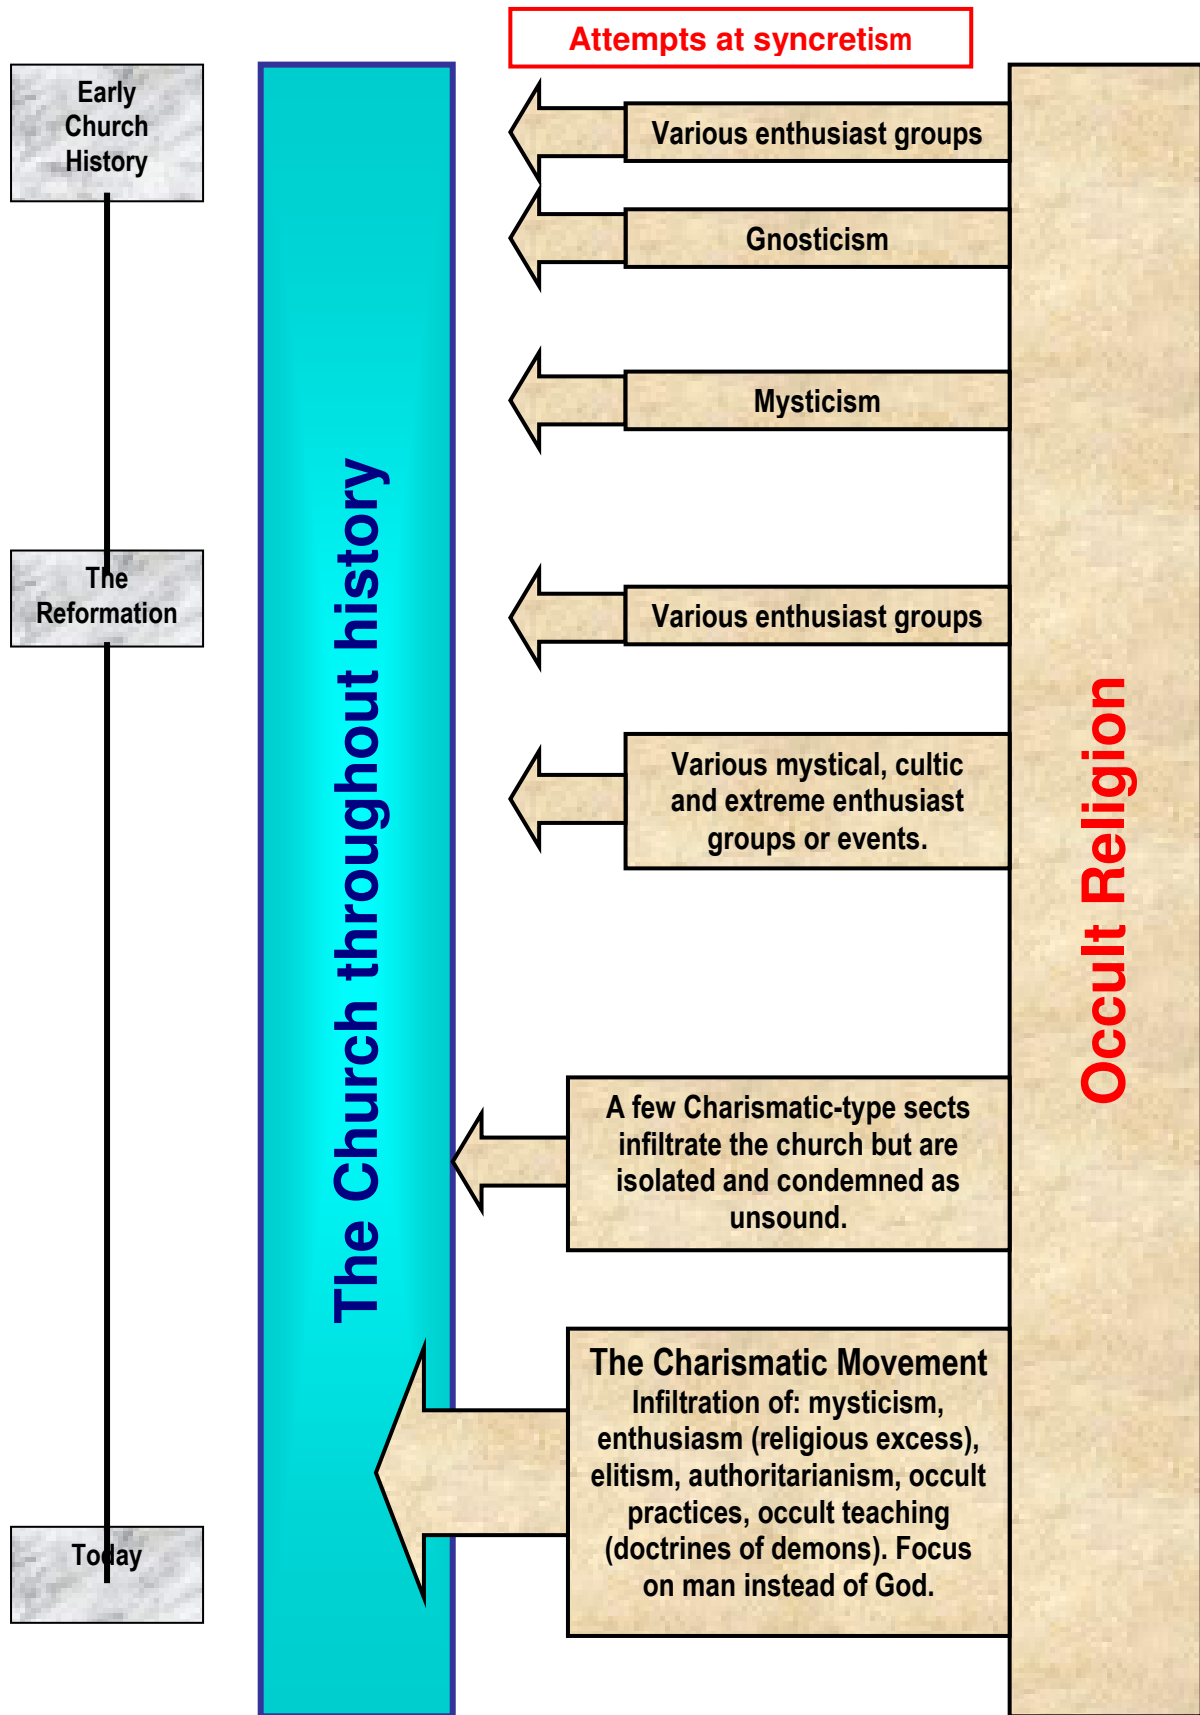 Attempts at syncretism
Early
Church
History
Various enthusiast groups
Gnosticism
Mysticism
The
Reformation
Various enthusiast groups
Various mystical, cultic
and extreme enthusiast
groups or events.
The Church throughout history
Occult Religion
A few Charismatic-type sects
infiltrate the church but are
isolated and condemned as
unsound.
The Charismatic Movement
Infiltration of: mysticism,
enthusiasm (religious excess),
elitism, authoritarianism, occult
practices, occult teaching
(doctrines of demons). Focus
on man instead of God.
Today